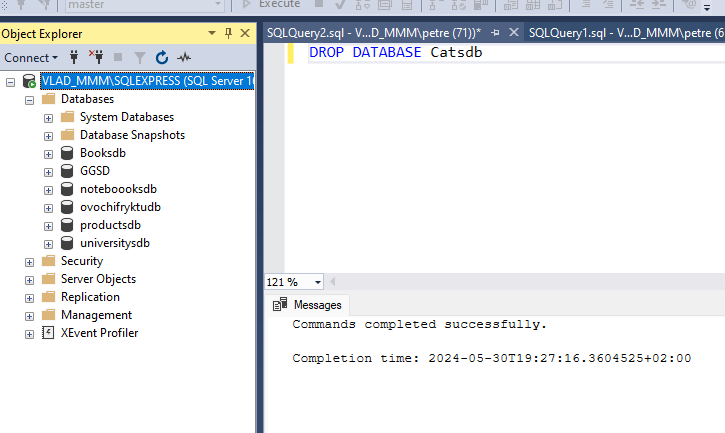 master
Execute
Object Explorer
Connect
VLAD_MMM\SQLEXPRESS (SQL Server 1
Databases
System Databases
Database Snapshots
Booksdb
GGSD
noteboooksdb
ovochifryktudb
productsdb
universitysdb
Security
Server Objects
Replication
Management
XEvent Profiler
SQLQuery2.sql - V...D_MMM\petre (71))*
SQLQuery1.sql - V...D_MMM\petre (6
DROP DATABASE Catsdb
121 %
Messages
Commands completed successfully.
Completion time: 2024-05-30T19:27:16.3604525+02:00